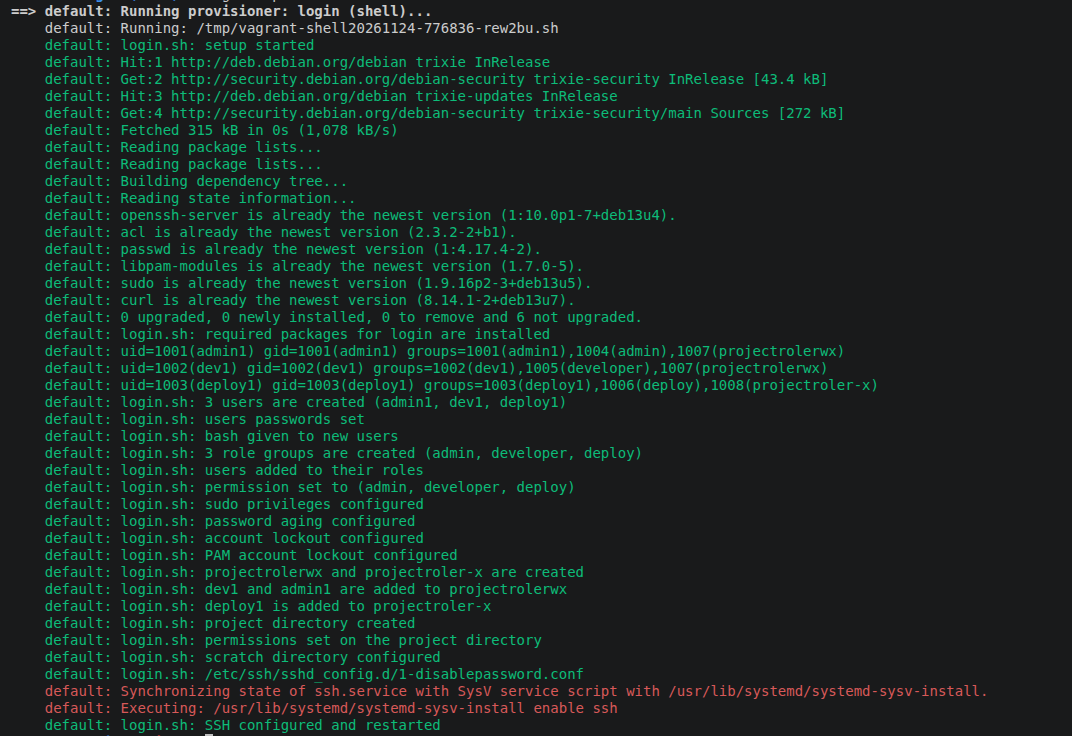 ==> default: Running provisioner: login (shell)...
default: Running: /tmp/vagrant-shell20261124-776836-rew2bu.sh
default: login.sh: setup started
default: Hit:1 http://deb.debian.org/debian trixie InRelease
default: Get:2 http://security.debian.org/debian-security trixie-security InRelease [43.4 kB]
default: Hit:3 http://deb.debian.org/debian trixie-updates InRelease
default: Get:4 http://security.debian.org/debian-security trixie-security/main Sources [272 kB]
default: Fetched 315 kB in 0s (1,078 kB/s)
default: Reading package lists...
default: Reading package lists...
default: Building dependency tree...
default: Reading state information...
default: openssh-server is already the newest version (1:10.0p1-7+deb13u4).
default: acl is already the newest version (2.3.2-2+b1).
default: passwd is already the newest version (1:4.17.4-2).
default: libpam-modules is already the newest version (1.7.0-5).
default: sudo is already the newest version (1.9.16p2-3+deb13u5).
default: curl is already the newest version (8.14.1-2+deb13u7).
default: 0 upgraded, 0 newly installed, 0 to remove and 6 not upgraded.
default: login.sh: required packages for login are installed
default: uid=1001(admin1) gid=1001(admin1) groups=1001(admin1),1004(admin),1007(projectrolerwx)
default: uid=1002(dev1) gid=1002(dev1) groups=1002(dev1),1005(developer),1007(projectrolerwx)
default: uid=1003(deploy1) gid=1003(deploy1) groups=1003(deploy1),1006(deploy),1008(projectroler-x)
default: login.sh: 3 users are created (admin1, dev1, deploy1)
default: login.sh: users passwords set
default: login.sh: bash given to new users
default: login.sh: 3 role groups are created (admin, developer, deploy)
default: login.sh: users added to their roles
default: login.sh: permission set to (admin, developer, deploy)
default: login.sh: sudo privileges configured
default: login.sh: password aging configured
default: login.sh: account lockout configured
default: login.sh: PAM account lockout configured
default: login.sh: projectrolerwx and projectroler-x are created
default: login.sh: dev1 and admin1 are added to projectrolerwx
default: login.sh: deploy1 is added to projectroler-x
default: login.sh: project directory created
default: login.sh: permissions set on the project directory
default: login.sh: scratch directory configured
default: login.sh: /etc/ssh/sshd_config.d/1-disablepassword.conf
default: Synchronizing state of ssh.service with SysV service script with /usr/lib/systemd/systemd-sysv-install.
default: Executing: /usr/lib/systemd/systemd-sysv-install enable ssh
default: login.sh: SSH configured and restarted